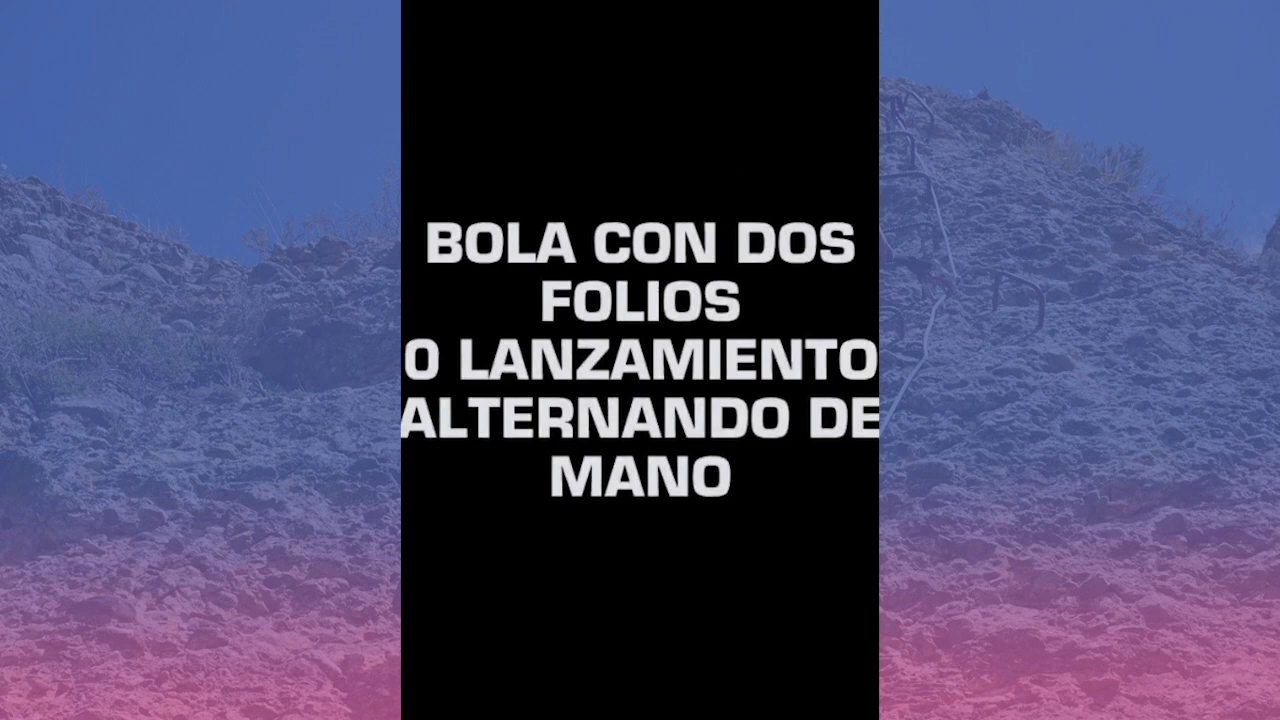 BOLA CON DOS
FOLIOS
O LANZAMIENTO
ALTERNANDO DE
MANO